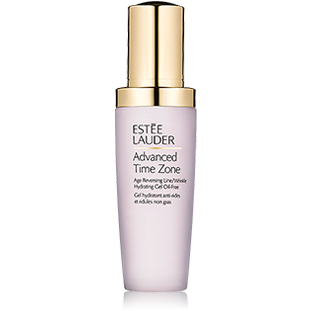 ESTĒE
LAUDER
Advanced
Time Zone
Age Reversing Line/Wrinkle
Hydrating Gel Oil-Free
Gel hydratant anti-rides
et ridules non gras